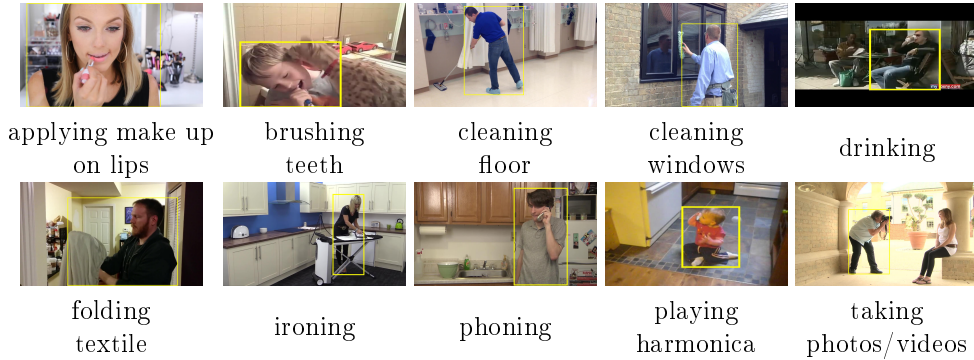 applying make up
on lips
brushing
teeth
cleaning
floor
cleaning
windows
drinking
folding
textile
ironing
phoning
playing
harmonica
taking
photos/videos